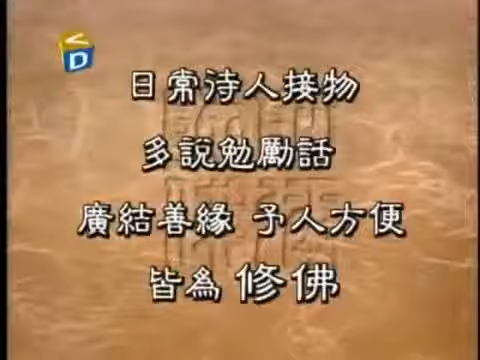 日常待人接物
多說勉勵話
廣結善緣 予人方便
皆為 修佛